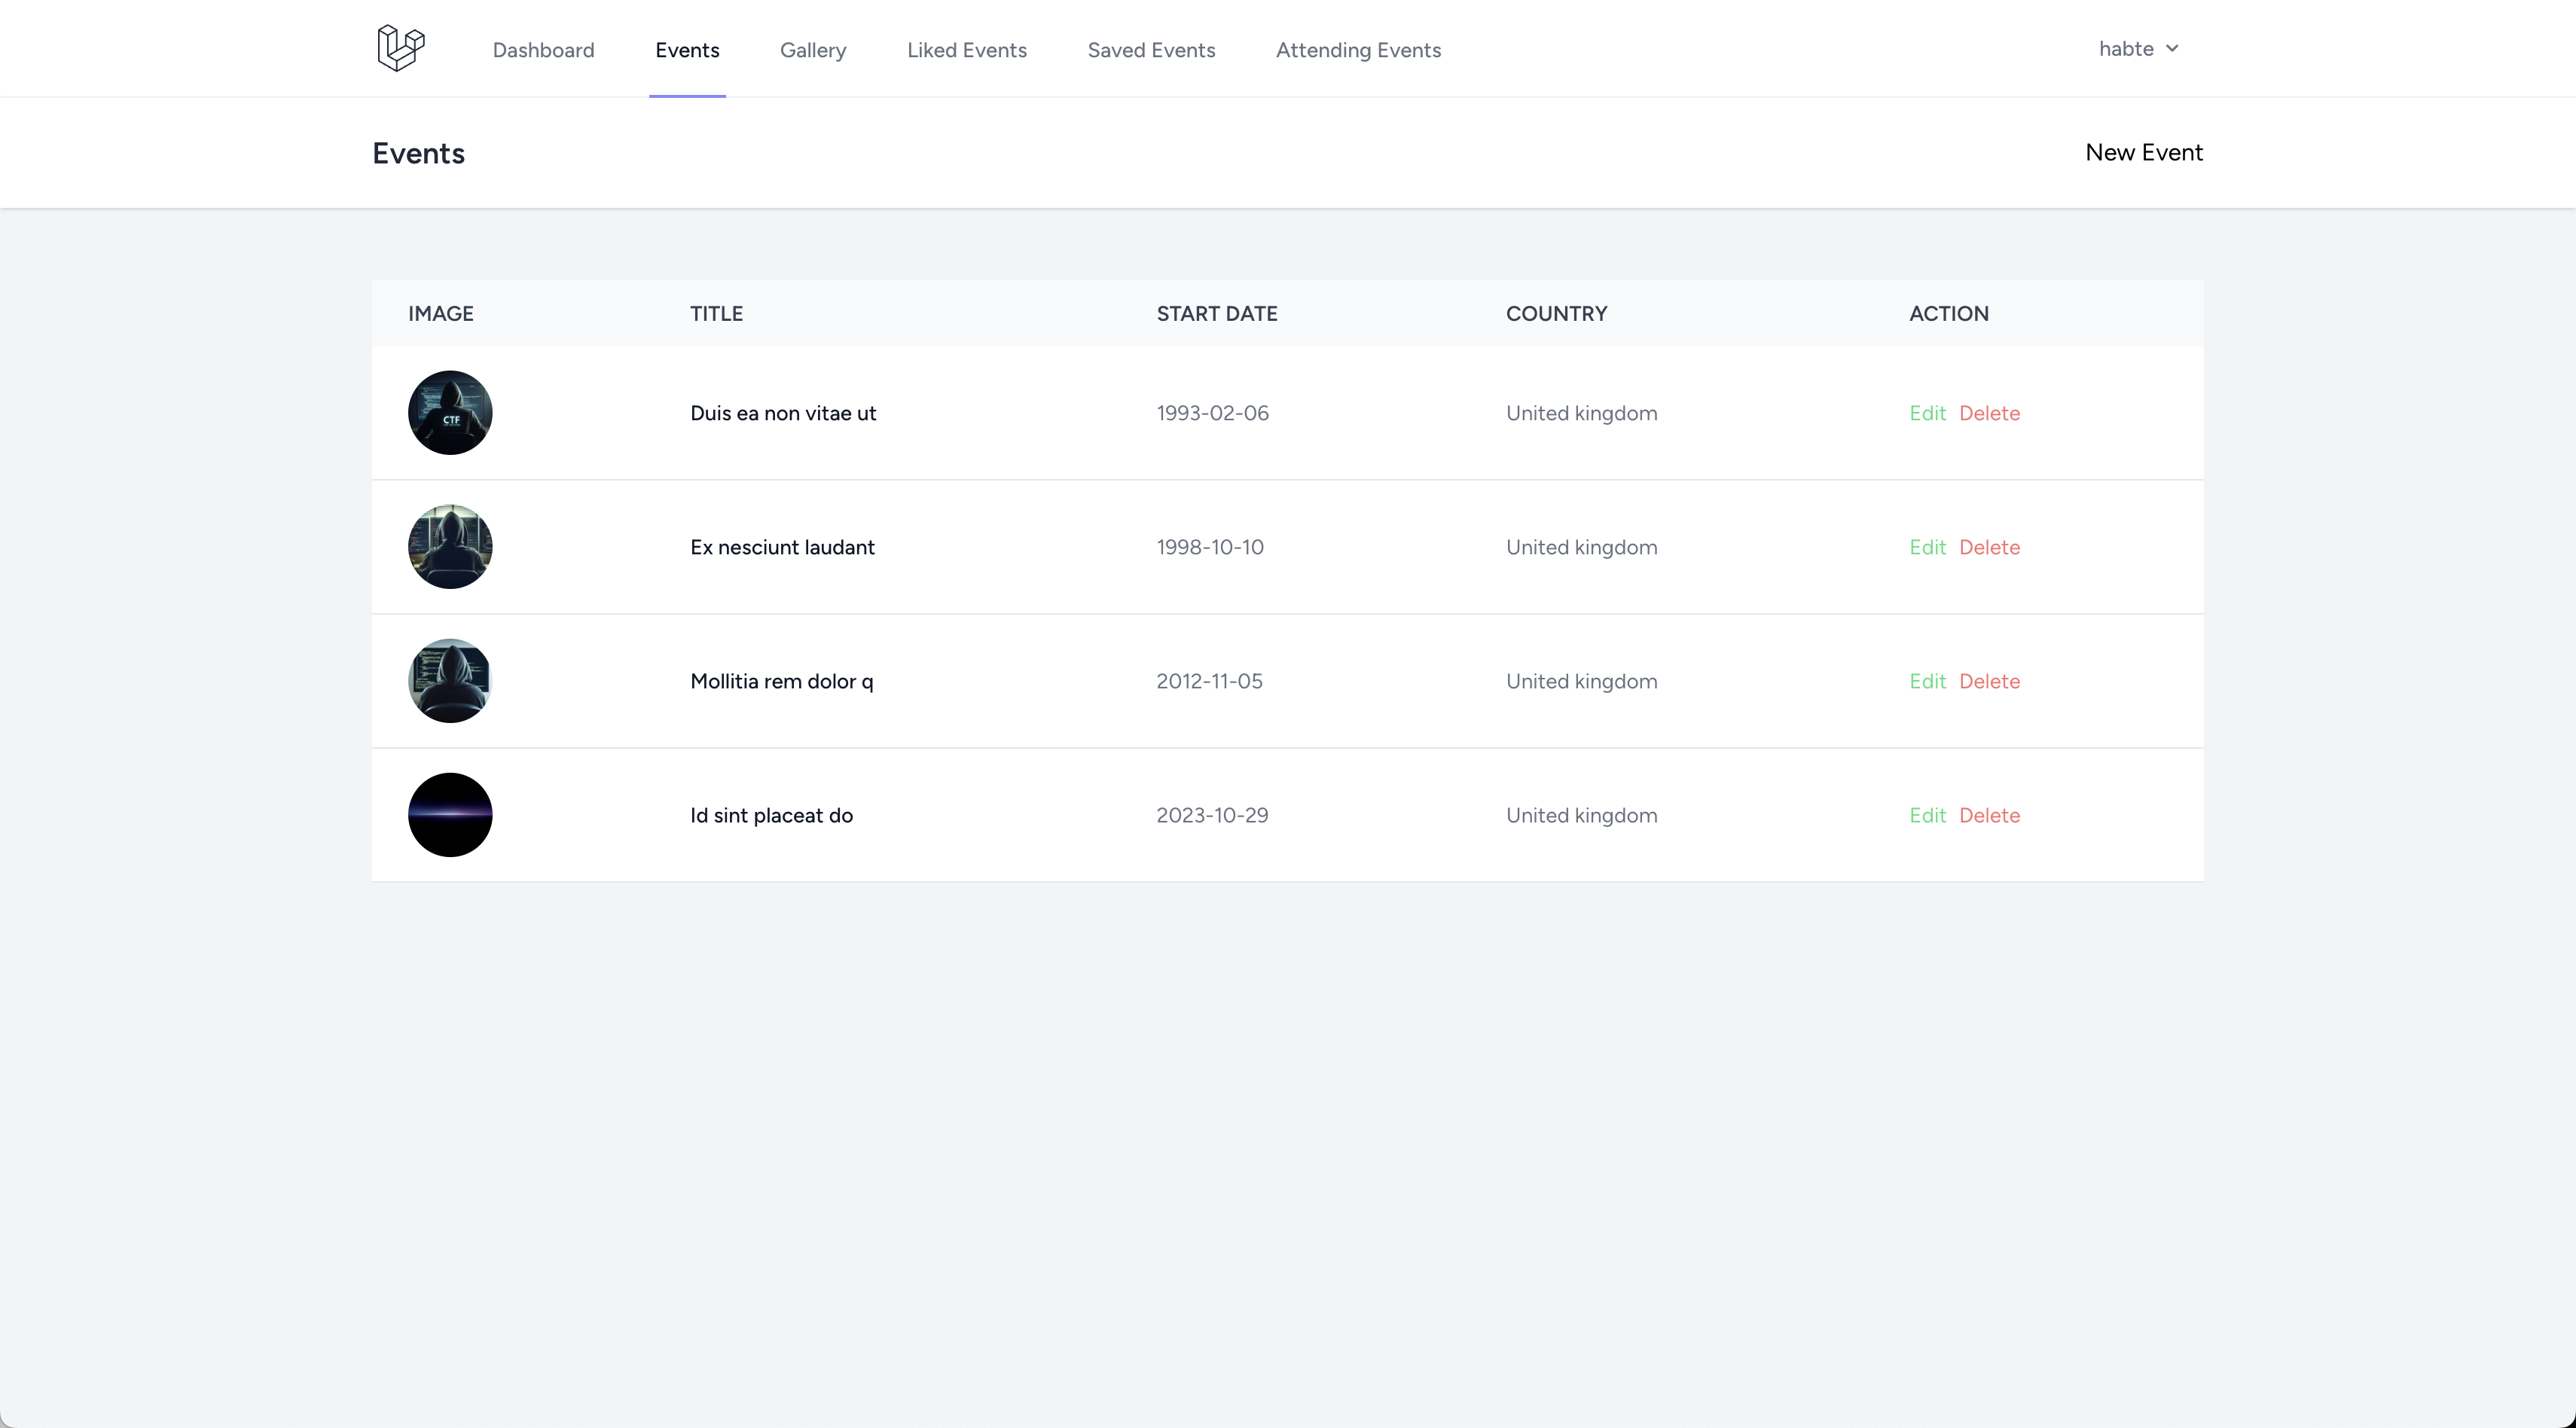 Dashboard Events Gallery Liked Events Saved Events Attending Events habte
Events New Event
IMAGE TITLE START DATE COUNTRY ACTION
CTF
Duis ea non vitae ut 1993-02-06 United kingdom Edit Delete
Ex nesciunt laudant 1998-10-10 United kingdom Edit Delete
Mollitia rem dolor q 2012-11-05 United kingdom Edit Delete
Id sint placeat do 2023-10-29 United kingdom Edit Delete